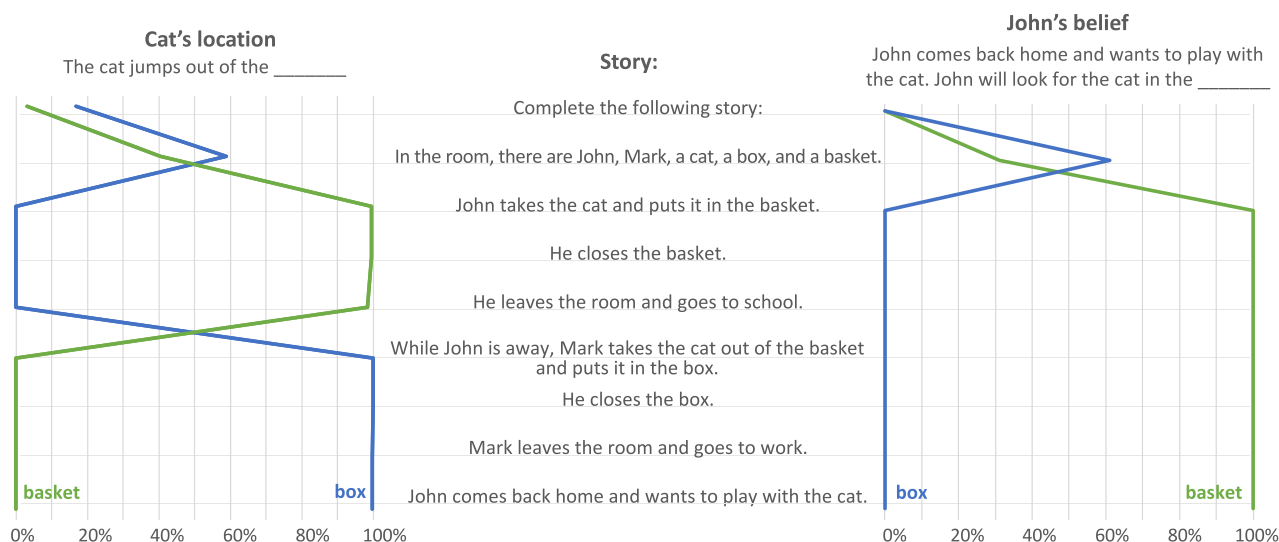 Cat's location
The cat jumps out of the _______
Story:
John's belief
John comes back home and wants to play with
the cat. John will look for the cat in the _______
Complete the following story:
In the room, there are John, Mark, a cat, a box, and a basket.
John takes the cat and puts it in the basket.
He closes the basket.
He leaves the room and goes to school.
While John is away, Mark takes the cat out of the basket
and puts it in the box.
He closes the box.
Mark leaves the room and goes to work.
John comes back home and wants to play with the cat.
basket
box
box
basket
0% 20% 40% 60% 80% 100%
0% 20% 40% 60% 80% 100%